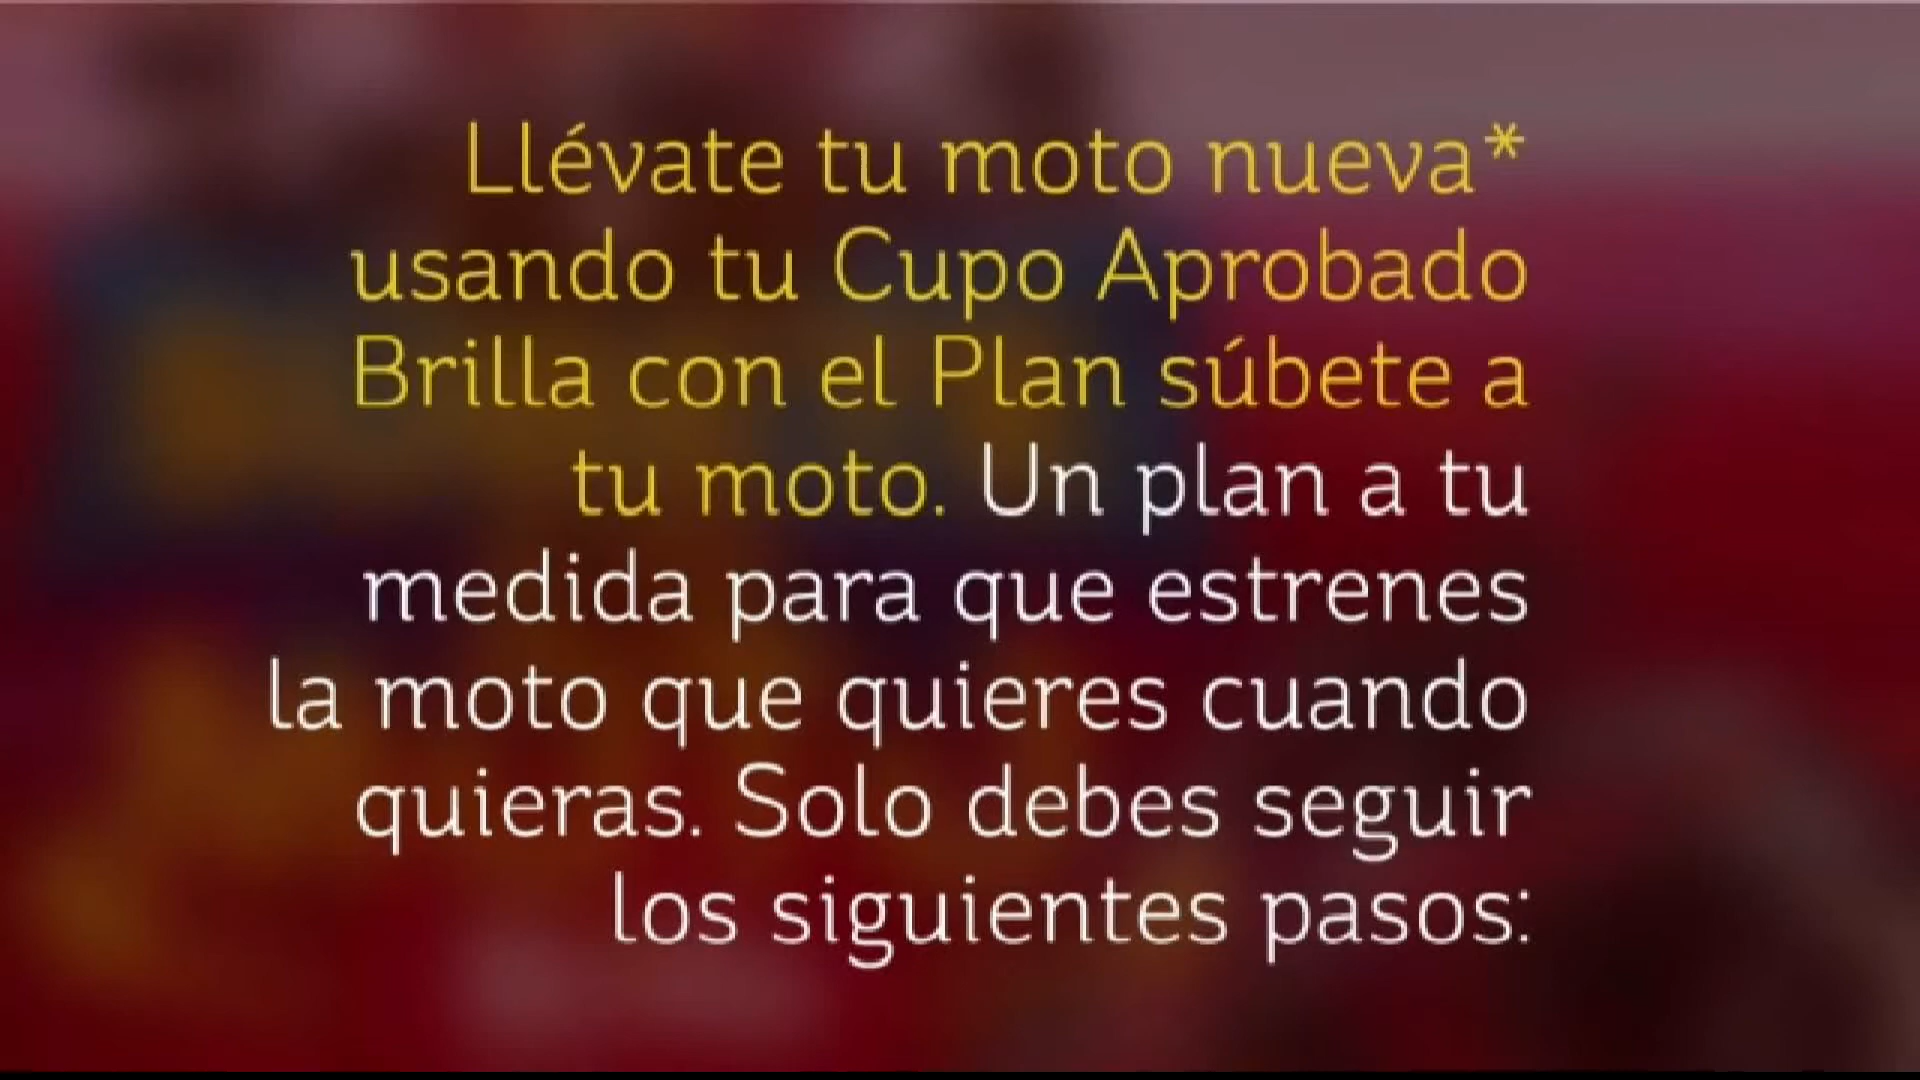 Llévate tu moto nueva*
usando tu Cupo Aprobado
Brilla con el Plan súbete a
tu moto. Un plan a tu
medida para que estrenes
la moto que quieres cuando
quieras. Solo debes seguir
los siguientes pasos: